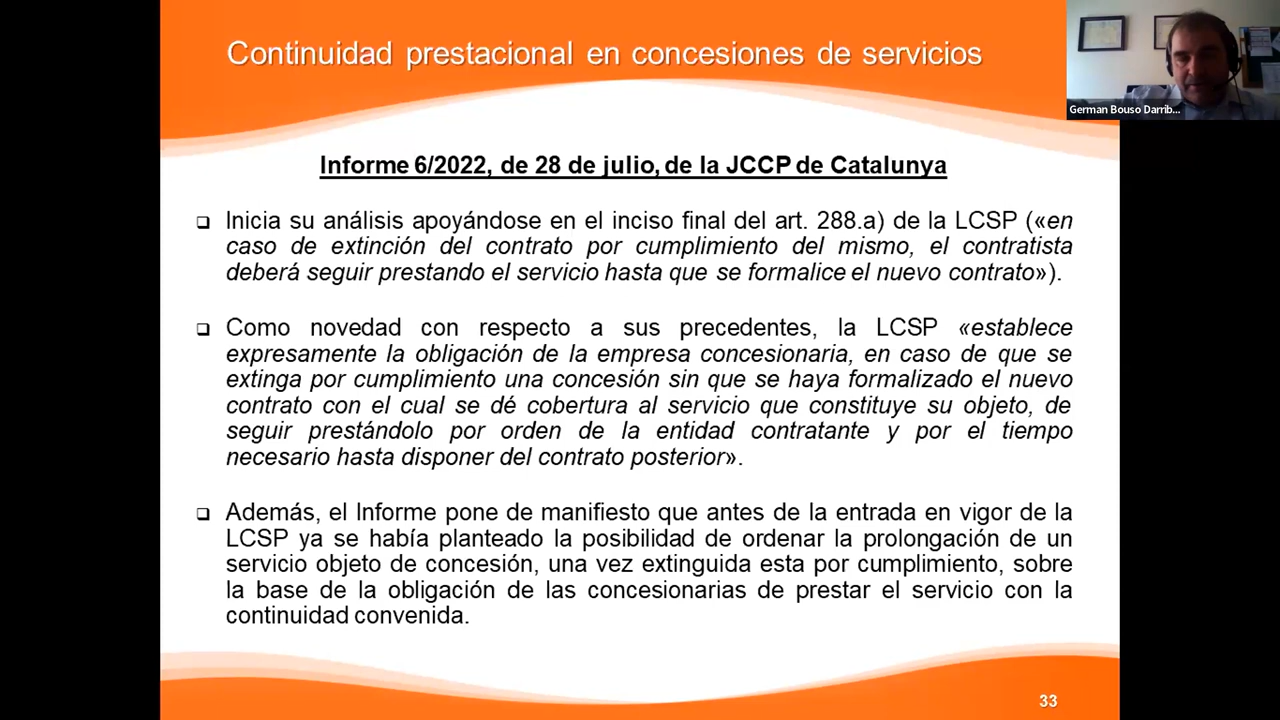 Continuidad prestacional en concesiones de servicios
German Bouso Darrib...
Informe 6/2022, de 28 de julio, de la JCCP de Catalunya
❑ Inicia su análisis apoyándose en el inciso final del art. 288.a) de la LCSP («en
caso de extinción del contrato por cumplimiento del mismo, el contratista
deberá seguir prestando el servicio hasta que se formalice el nuevo contrato»).
❑ Como novedad con respecto a sus precedentes, la LCSP «establece
expresamente la obligación de la empresa concesionaria, en caso de que se
extinga por cumplimiento una concesión sin que se haya formalizado el nuevo
contrato con el cual se dé cobertura al servicio que constituye su objeto, de
seguir prestándolo por orden de la entidad contratante y por el tiempo
necesario hasta disponer del contrato posterior».
❑ Además, el Informe pone de manifiesto que antes de la entrada en vigor de la
LCSP ya se había planteado la posibilidad de ordenar la prolongación de un
servicio objeto de concesión, una vez extinguida esta por cumplimiento, sobre
la base de la obligación de las concesionarias de prestar el servicio con la
continuidad convenida.
33